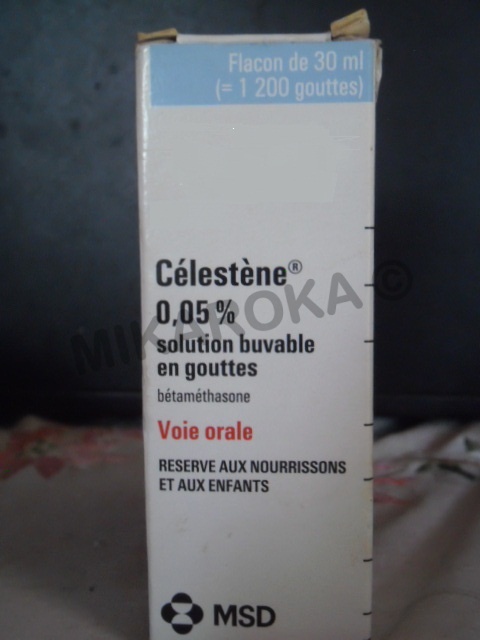 Flacon de 30 ml
(= 1 200 gouttes)
Célestène®
0,05 %
solution buvable
en gouttes
bétaméthasone
Voie orale
RESERVE AUX NOURRISSONS
ET AUX ENFANTS
MSD
MIKAROKA ©